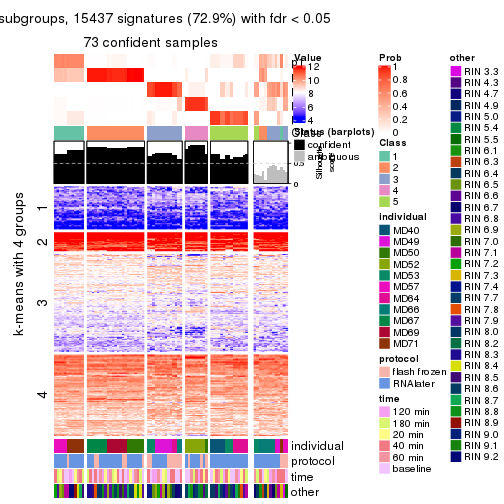 subgroups, 15437 signatures (72.9%) with fdr < 0.05
73 confident samples
k-means with 4 groups
1
2
3
4
individual
protocol
time
other
Value
12
10
8
6
4
Status (barplots)
confident
ambiguous
1
0.5
0
Silhouette
score
Prob
1
0.8
0.6
0.4
0.2
0
Class
1
2
3
4
5
individual
MD40
MD49
MD50
MD52
MD53
MD57
MD64
MD66
MD67
MD69
MD71
protocol
flash frozen
RNAlater
time
120 min
180 min
20 min
40 min
60 min
baseline
other
RIN 3.3
RIN 4.3
RIN 4.7
RIN 4.9
RIN 5.0
RIN 5.4
RIN 5.5
RIN 6.1
RIN 6.3
RIN 6.4
RIN 6.5
RIN 6.6
RIN 6.7
RIN 6.8
RIN 6.9
RIN 7.0
RIN 7.1
RIN 7.2
RIN 7.3
RIN 7.4
RIN 7.7
RIN 7.8
RIN 7.9
RIN 8.0
RIN 8.2
RIN 8.3
RIN 8.4
RIN 8.5
RIN 8.6
RIN 8.7
RIN 8.8
RIN 8.9
RIN 9.0
RIN 9.1
RIN 9.2